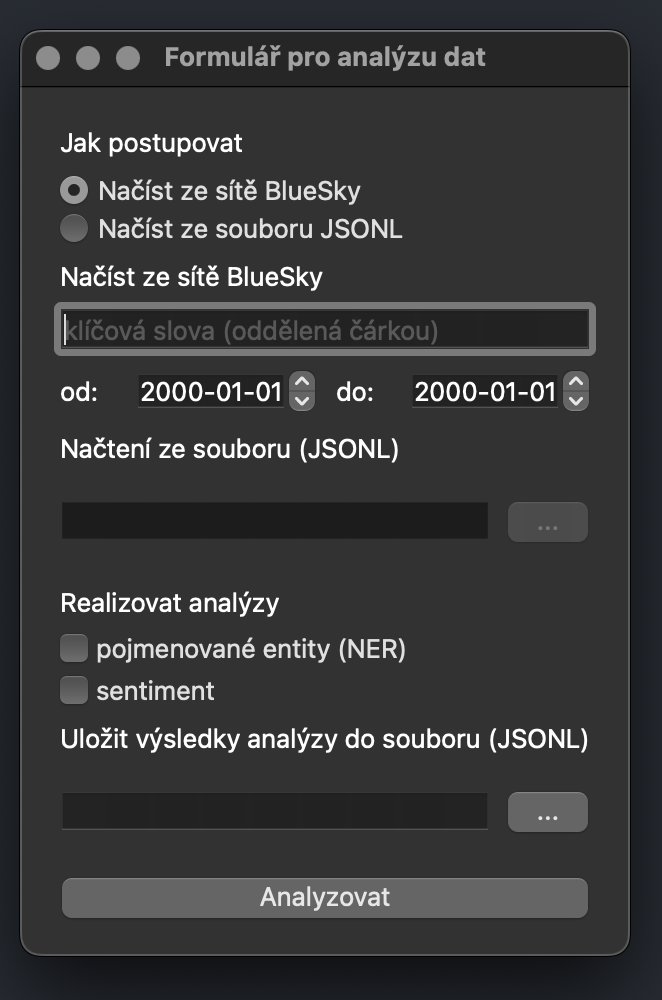 Formulář pro analýzu dat
Jak postupovat
Načíst ze sítě BlueSky
Načíst ze souboru JSONL
Načíst ze sítě BlueSky
klíčová slova (oddělená čárkou)
od: 2000-01-01 do: 2000-01-01
Načtení ze souboru (JSONL)
...
Realizovat analýzy
pojmenované entity (NER)
sentiment
Uložit výsledky analýzy do souboru (JSONL)
...
Analyzovat